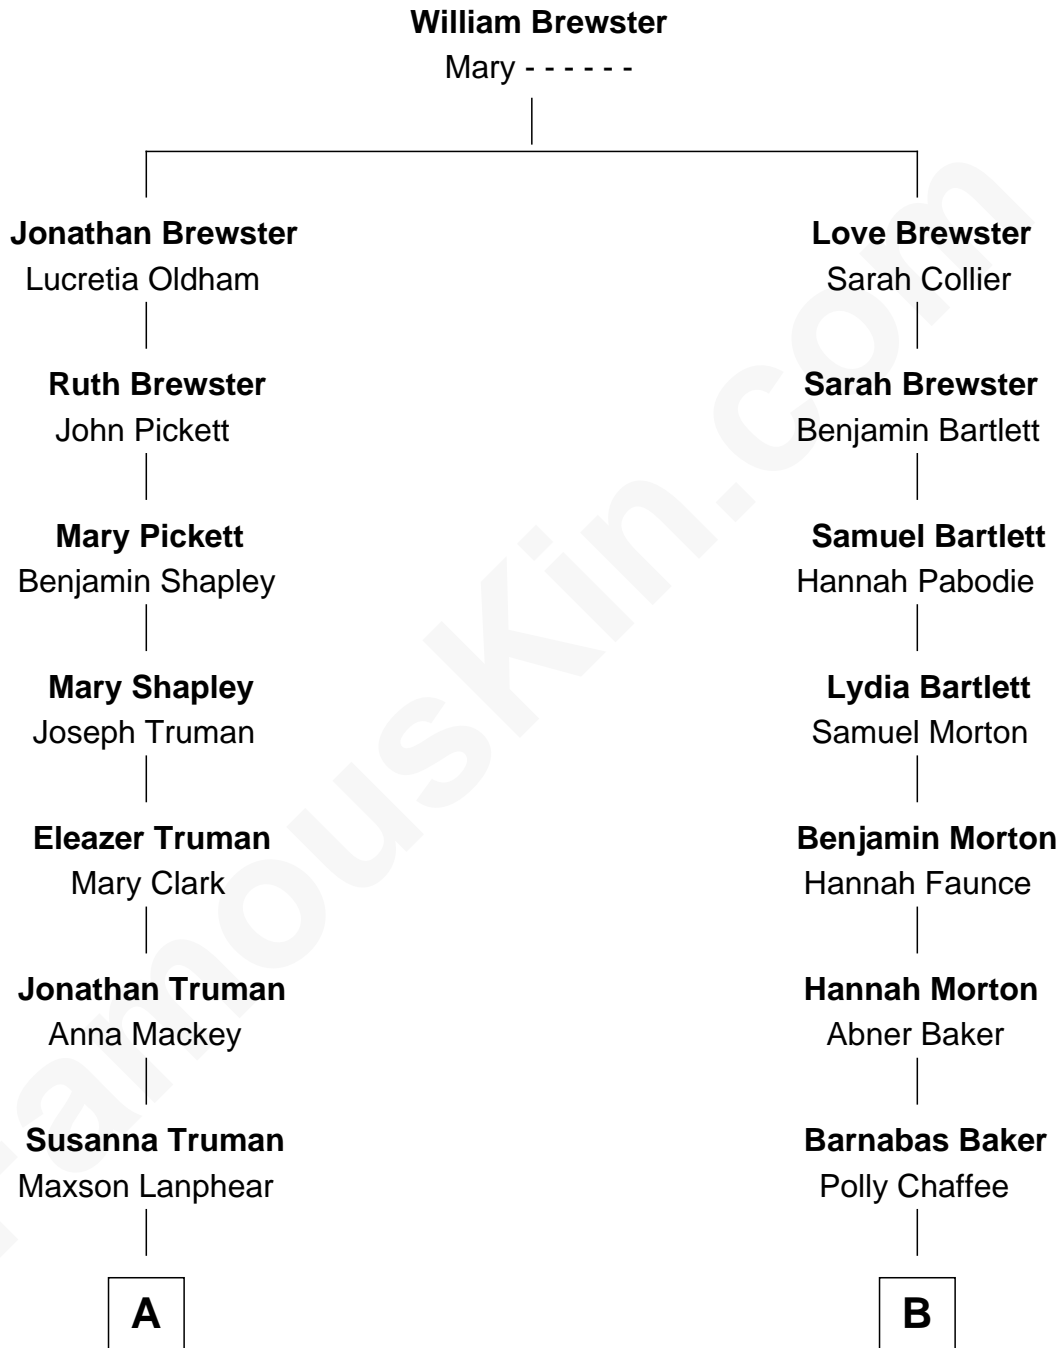 William Brewster
Mary - - - - - -
Jonathan Brewster
Lucretia Oldham
Love Brewster
Sarah Collier
Ruth Brewster
John Pickett
Sarah Brewster
Benjamin Bartlett
Mary Pickett
Benjamin Shapley
Samuel Bartlett
Hannah Pabodie
Mary Shapley
Joseph Truman
Lydia Bartlett
Samuel Morton
Eleazer Truman
Mary Clark
Benjamin Morton
Hannah Faunce
Jonathan Truman
Anna Mackey
Hannah Morton
Abner Baker
Susanna Truman
Maxson Lanphear
Barnabas Baker
Polly Chaffee
A
B
FamousKin.com